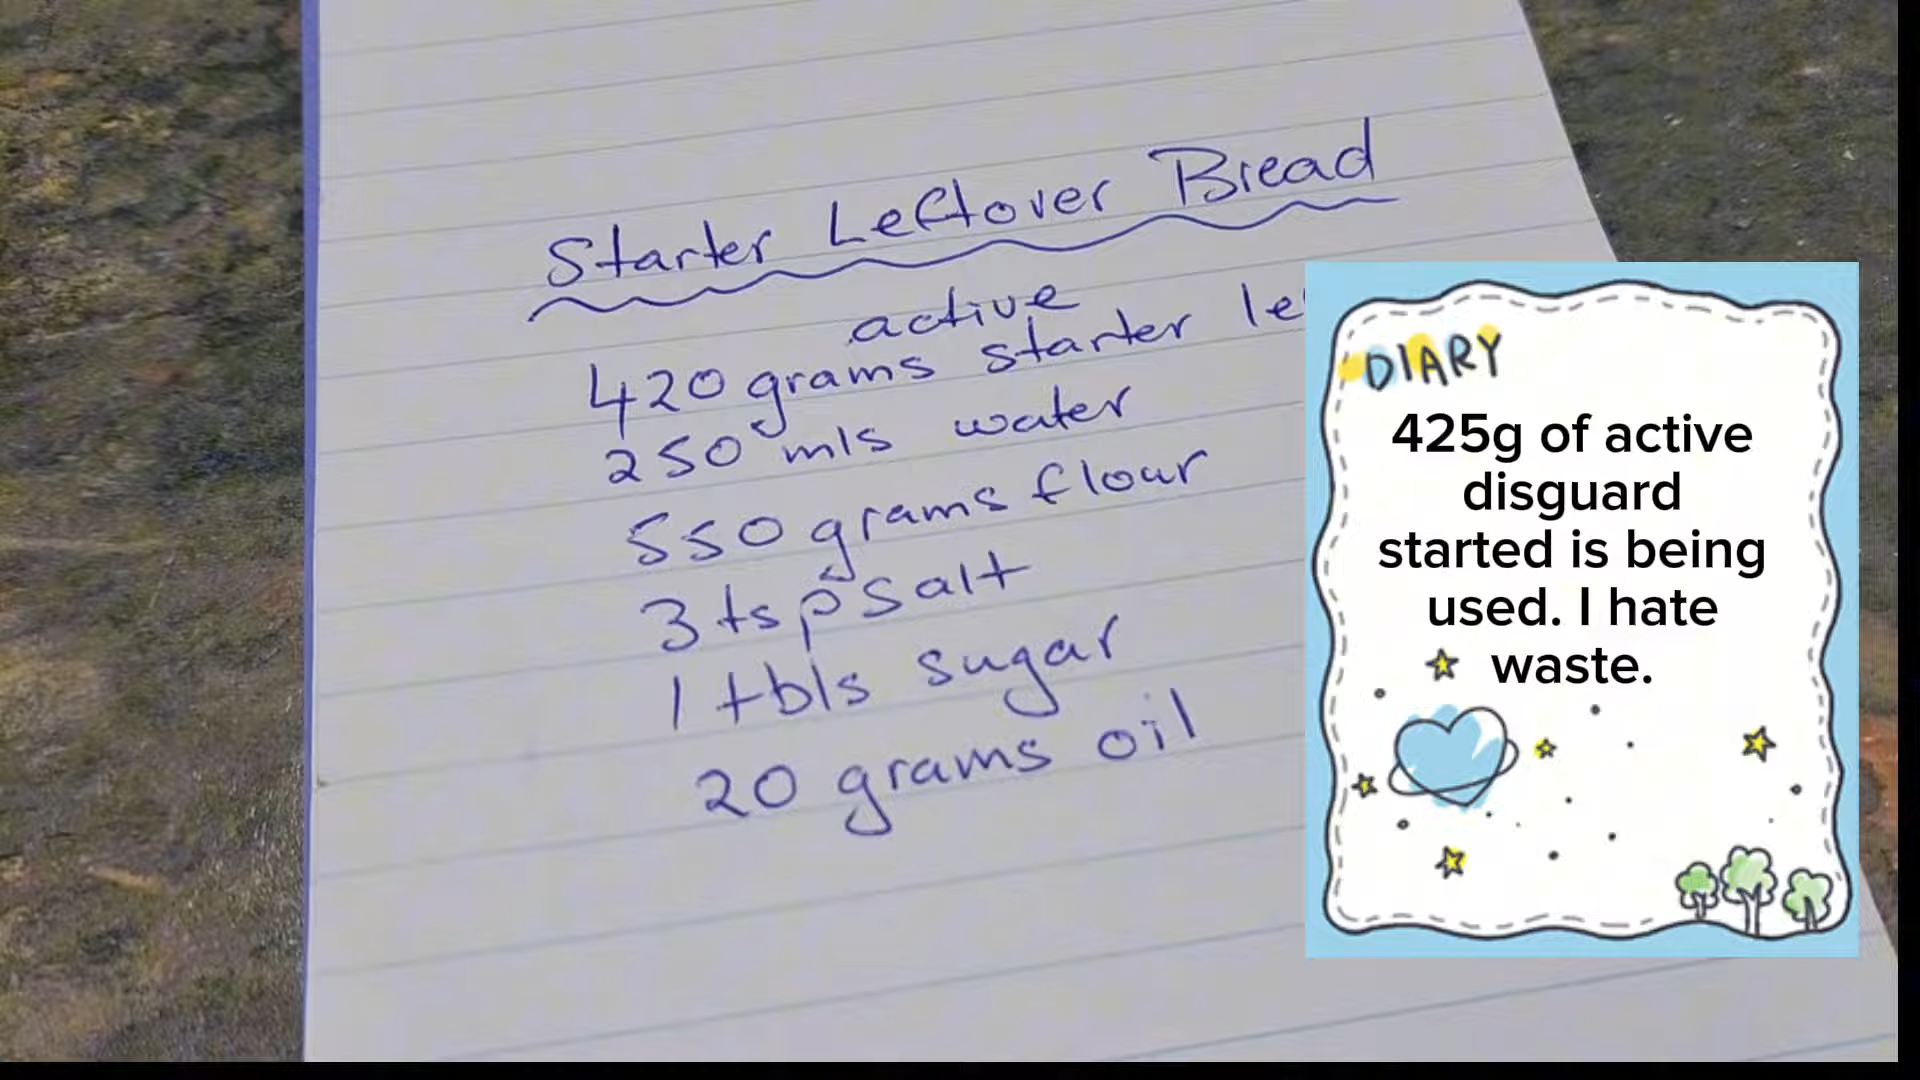 Starter Leftover Bread
active
420 grams starter
250 mls water
550 grams flour
3 tsp salt
1 tbls sugar
20 grams oil
DIARY
425g of active
disguard
started is being
used. I hate
waste.